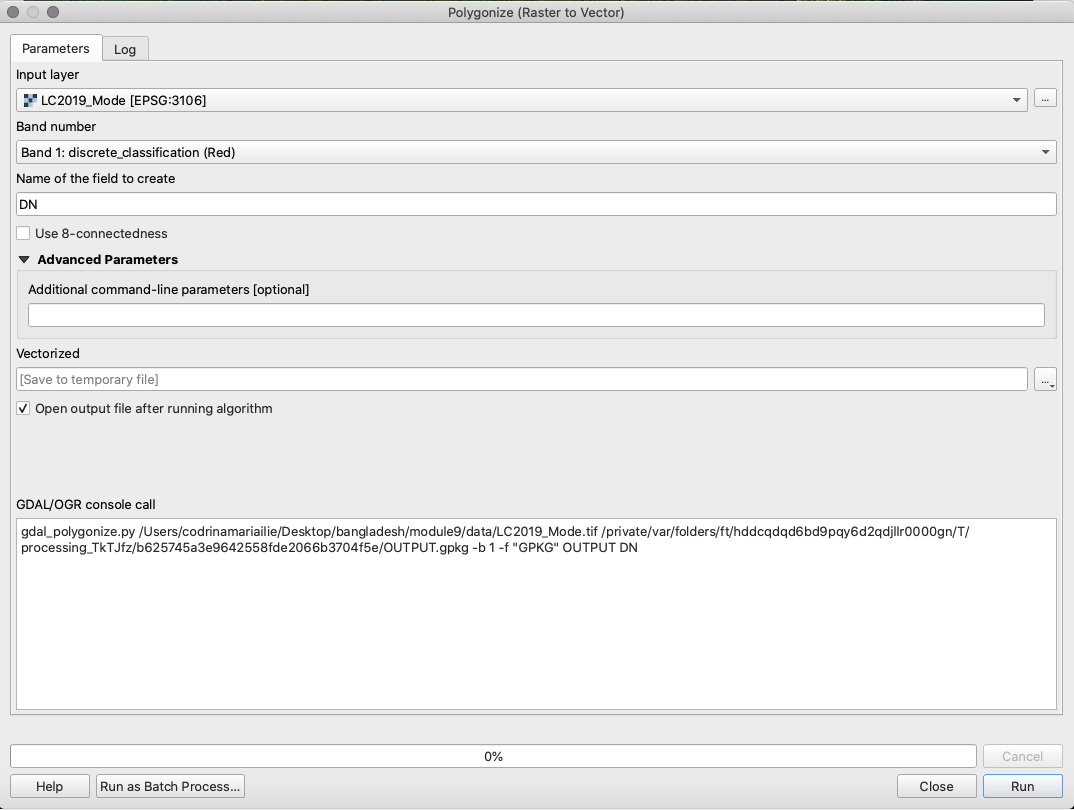 Polygonize (Raster to Vector)
Parameters
Log
Input layer
LC2019_Mode [EPSG:3106]
...
Band number
Band 1: discrete_classification (Red)
Name of the field to create
DN
Use 8-connectedness
Advanced Parameters
Additional command-line parameters [optional]
Vectorized
[Save to temporary file]
...
Open output file after running algorithm
GDAL/OGR console call
gdal_polygonize.py /Users/codrinamariailie/Desktop/bangladesh/module9/data/LC2019_Mode.tif /private/var/folders/ft/hddcqdqd6bd9pqy6d2qdjllr0000gn/T/
processing_TkTJfz/b625745a3e9642558fde2066b3704f5e/OUTPUT.gpkg -b 1 -f "GPKG" OUTPUT DN
0%
Cancel
Help
Run as Batch Process...
Close
Run